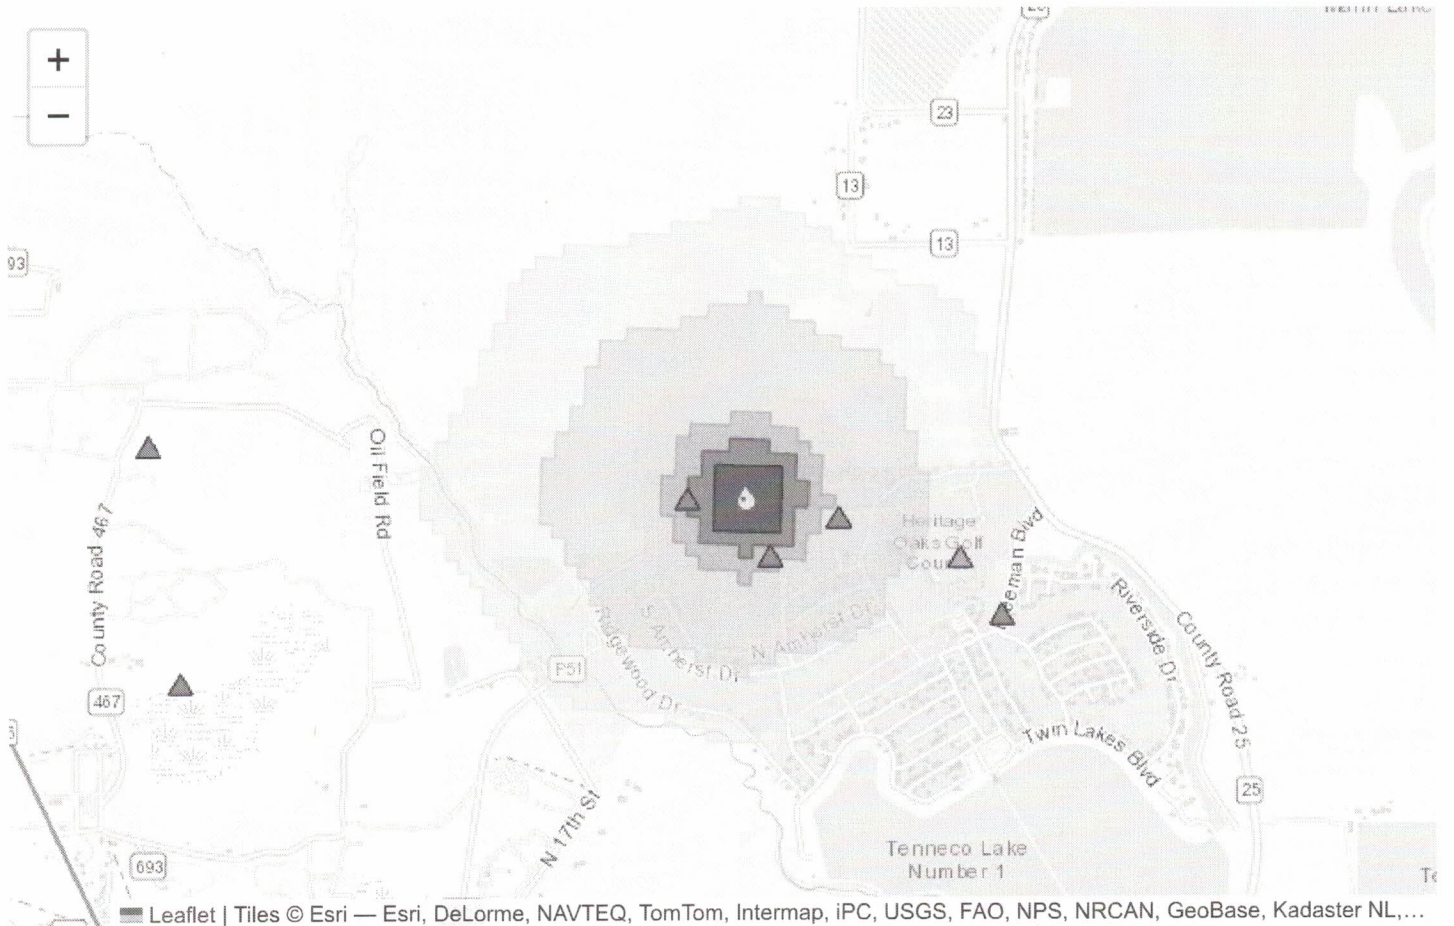 +
−
23
13
13
93
Oil Field Rd
County Road 467
Heritage
Oaks Golf
Freeman Blvd
Riverside Dr
County Road 25
S Amherst Dr
N Amherst Dr
Ridgewood Dr
P51
467
Twin Lakes Blvd
25
N 17th St
693
Tenneco Lake
Number 1
Leaflet | Tiles © Esri — Esri, DeLorme, NAVTEQ, TomTom, Intermap, iPC, USGS, FAO, NPS, NRCAN, GeoBase, Kadaster NL,…